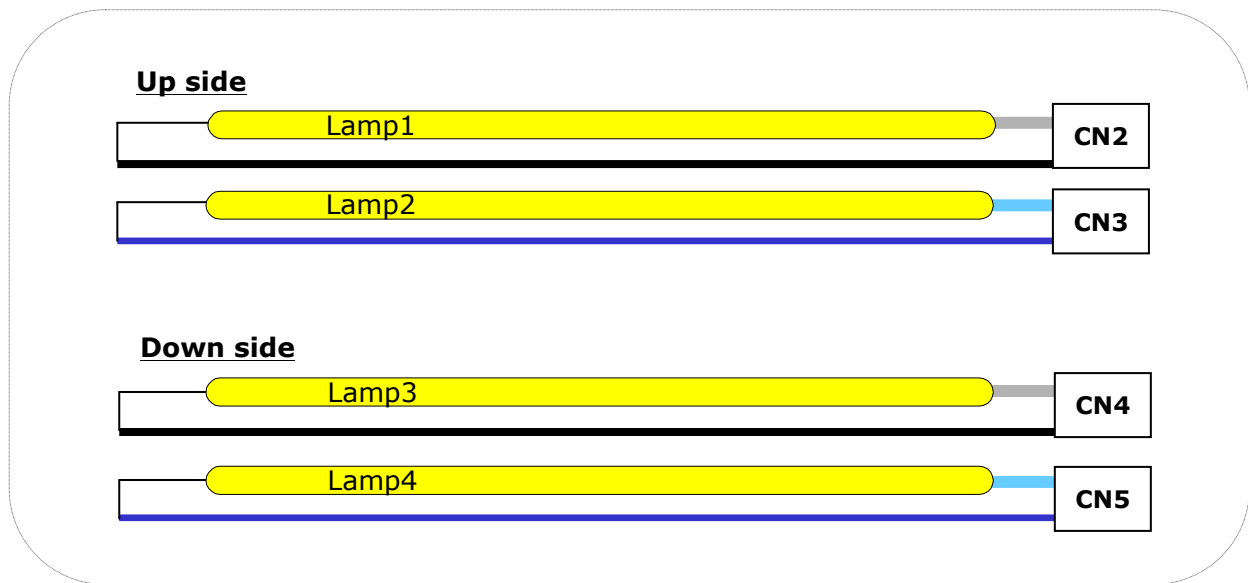 Up side
Lamp1
CN2
Lamp2
CN3
Down side
Lamp3
CN4
Lamp4
CN5